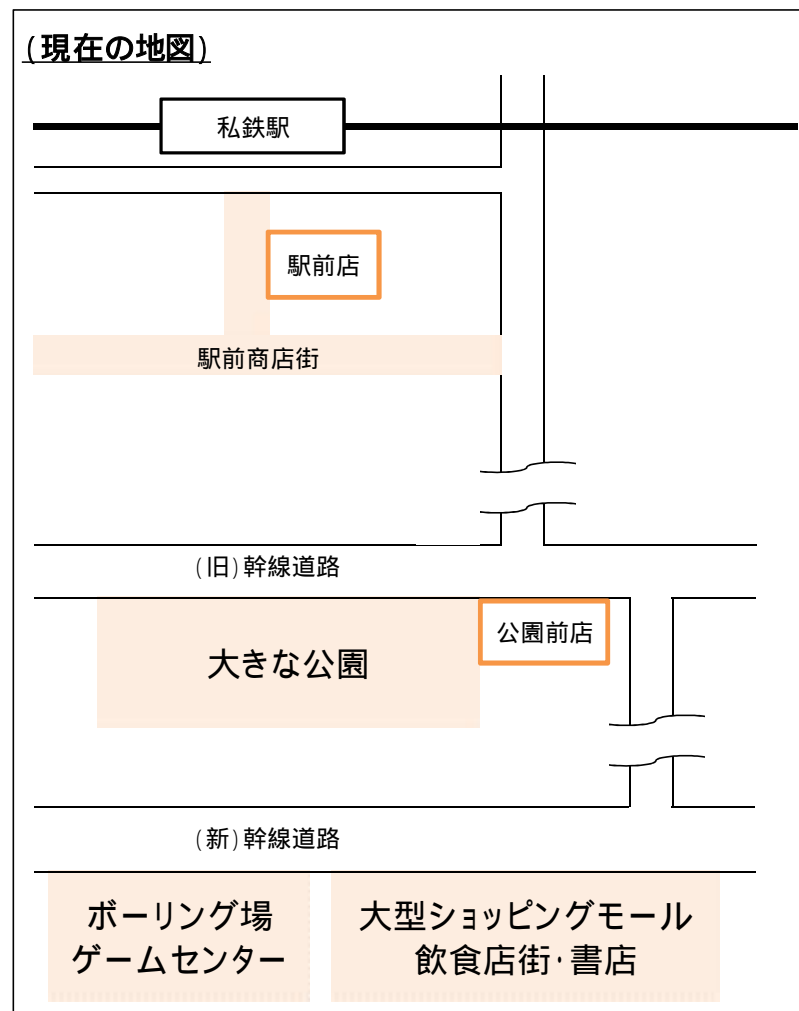 (現在の地図)
私鉄駅
駅前店
駅前商店街
(旧)幹線道路
公園前店
大きな公園
(新)幹線道路
ボーリング場
ゲームセンター
大型ショッピングモール
飲食店街・書店